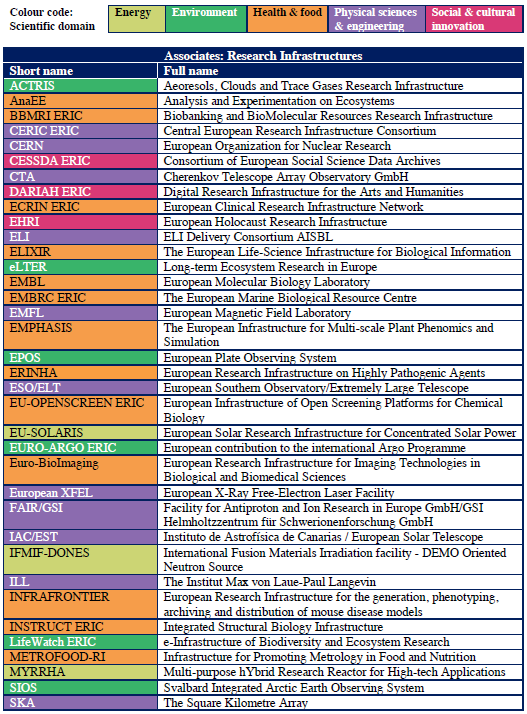 Colour code: Energy Environment Health & food Physical sciences Social & cultural
Scientific domain & engineering innovation
Associates: Research Infrastructures
Short name Full name
ACTRIS Aeoresols, Clouds and Trace Gases Research Infrastructure
AnaEE Analysis and Experimentation on Ecosystems
BBMRI ERIC Biobanking and BioMolecular Resources Research Infrastructure
CERIC ERIC Central European Research Infrastructure Consortium
CERN European Organization for Nuclear Research
CESSDA ERIC Consortium of European Social Science Data Archives
CTA Cherenkov Telescope Array Observatory GmbH
DARIAH ERIC Digital Research Infrastructure for the Arts and Humanities
ECRIN ERIC European Clinical Research Infrastructure Network
EHRI European Holocaust Research Infrastructure
ELI ELI Delivery Consortium AISBL
ELIXIR The European Life-Science Infrastructure for Biological Information
eLTER Long-term Ecosystem Research in Europe
EMBL European Molecular Biology Laboratory
EMBRC ERIC The European Marine Biological Resource Centre
EMFL European Magnetic Field Laboratory
EMPHASIS The European Infrastructure for Multi-scale Plant Phenomics and
Simulation
EPOS European Plate Observing System
ERINHA European Research Infrastructure on Highly Pathogenic Agents
ESO/ELT European Southern Observatory/Extremely Large Telescope
EU-OPENSCREEN ERIC European Infrastructure of Open Screening Platforms for Chemical
Biology
EU-SOLARIS European Solar Research Infrastructure for Concentrated Solar Power
EURO-ARGO ERIC European contribution to the international Argo Programme
Euro-BioImaging European Research Infrastructure for Imaging Technologies in
Biological and Biomedical Sciences
European XFEL European X-Ray Free-Electron Laser Facility
FAIR/GSI Facility for Antiproton and Ion Research in Europe GmbH/GSI
Helmholtzzentrum für Schwerionenforschung GmbH
IAC/EST Instituto de Astrofísica de Canarias / European Solar Telescope
IFMIF-DONES International Fusion Materials Irradiation facility - DEMO Oriented
Neutron Source
ILL The Institut Max von Laue-Paul Langevin
INFRAFRONTIER European Research Infrastructure for the generation, phenotyping,
archiving and distribution of mouse disease models
INSTRUCT ERIC Integrated Structural Biology Infrastructure
LifeWatch ERIC e-Infrastructure of Biodiversity and Ecosystem Research
METROFOOD-RI Infrastructure for Promoting Metrology in Food and Nutrition
MYRRHA Multi-purpose hYbrid Research Reactor for High-tech Applications
SIOS Svalbard Integrated Arctic Earth Observing System
SKA The Square Kilometre Array